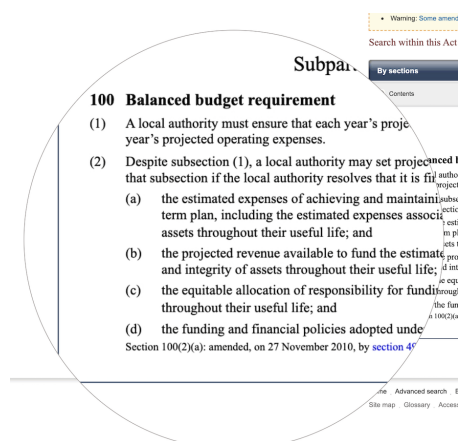 Warning: Some amend
Search within this Act
By sections
Contents
Subpar
100 Balanced budget requirement
(1) A local authority must ensure that each year's proje
year's projected operating expenses.
(2) Despite subsection (1), a local authority may set projec
that subsection if the local authority resolves that it is fi
(a) the estimated expenses of achieving and maintaini
term plan, including the estimated expenses associa
assets throughout their useful life; and
(b) the projected revenue available to fund the estimate
and integrity of assets throughout their useful life;
(c) the equitable allocation of responsibility for fundi
throughout their useful life; and
(d) the funding and financial policies adopted unde
Section 100(2)(a): amended, on 27 November 2010, by section 49
Advanced search
Site map Glossary Access